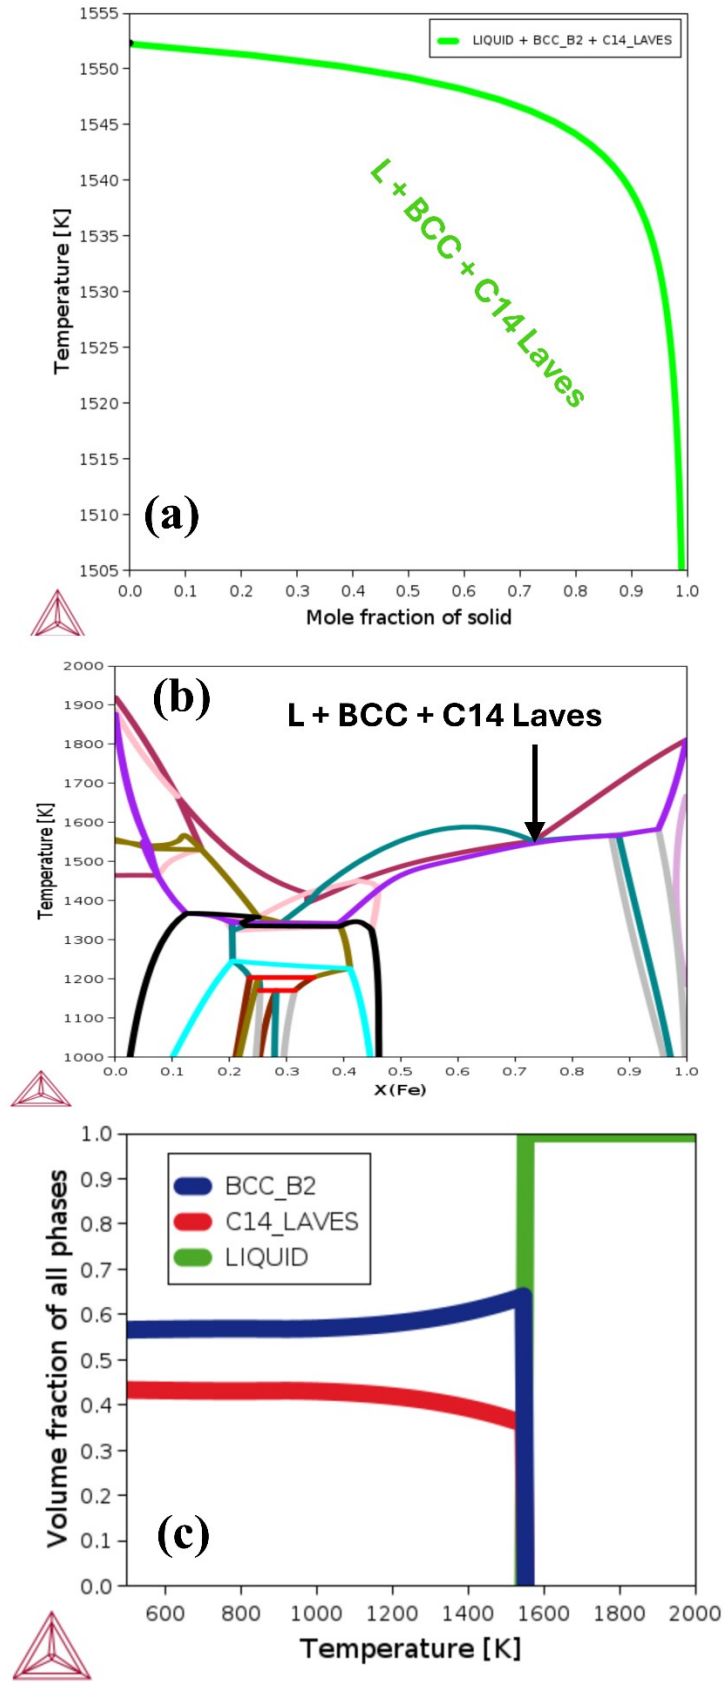 1555
1550
1545
1540
1535
1530
1525
1520
1515
1510
1505
Temperature [K]
LIQUID + BCC_B2 + C14_LAVES
L + BCC + C14 Laves
(a)
0.0 0.1 0.2 0.3 0.4 0.5 0.6 0.7 0.8 0.9 1.0
Mole fraction of solid
2000
1900
1800
1700
1600
1500
1400
1300
1200
1100
1000
Temperature [K]
(b)
L + BCC + C14 Laves
0.0 0.1 0.2 0.3 0.4 0.5 0.6 0.7 0.8 0.9 1.0
X(Fe)
1.0
0.9
0.8
0.7
0.6
0.5
0.4
0.3
0.2
0.1
0.0
Volume fraction of all phases
BCC_B2
C14_LAVES
LIQUID
(c)
600 800 1000 1200 1400 1600 1800 2000
Temperature [K]